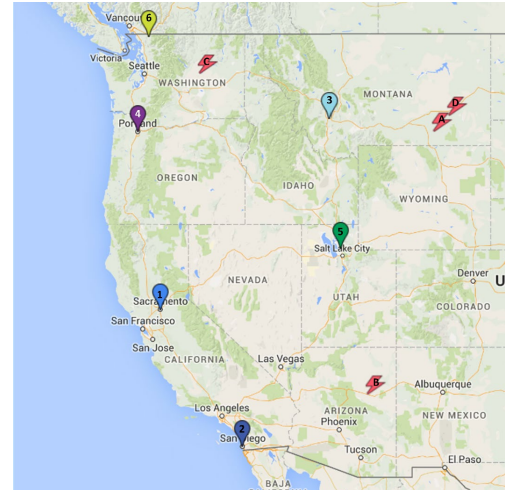 Vancou
6
Victoria
Seattle
C
WASHINGTON
MONTANA
3
D
A
4
Portland
OREGON
IDAHO
WYOMING
5
Salt Lake City
NEVADA
UTAH
Denver
U
COLORADO
1
Sacramento
San Francisco
San Jose
CALIFORNIA
Las Vegas
B
Albuquerque
Los Angeles
ARIZONA
Phoenix
NEW MEXICO
2
San Diego
Tucson
El Paso
BAJA